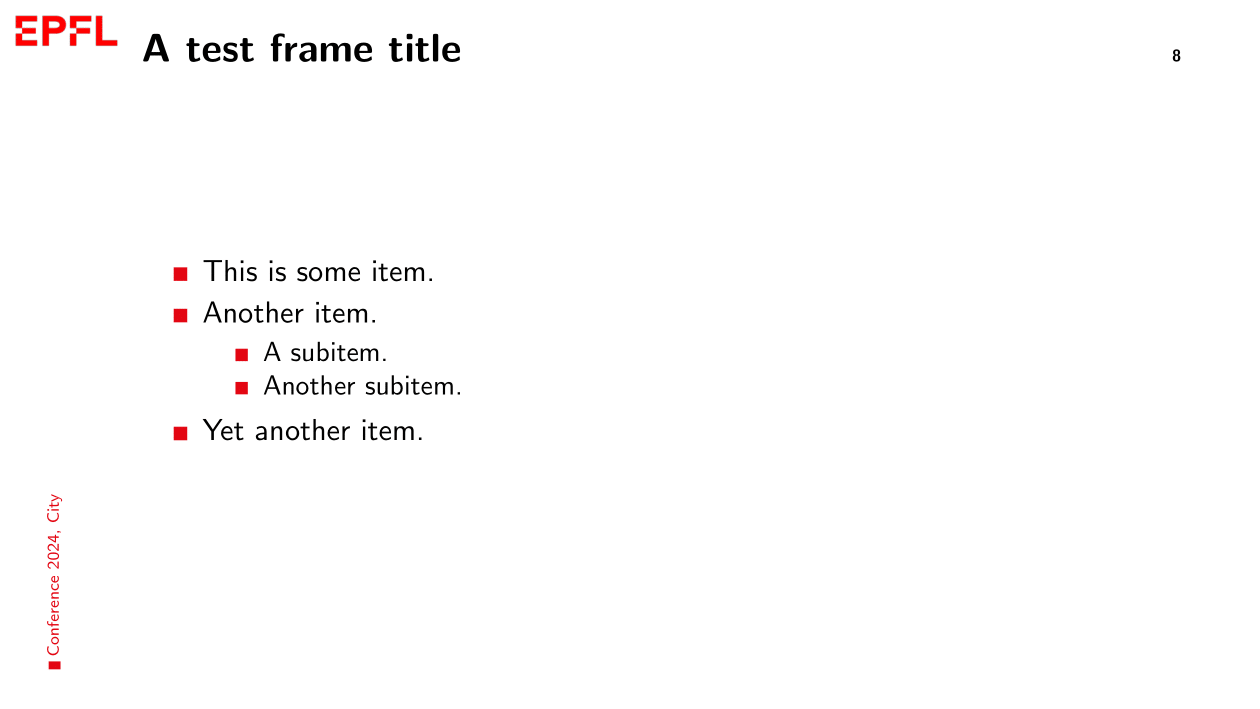 EPFL
A test frame title
8
This is some item.
Another item.
A subitem.
Another subitem.
Yet another item.
Conference 2024, City